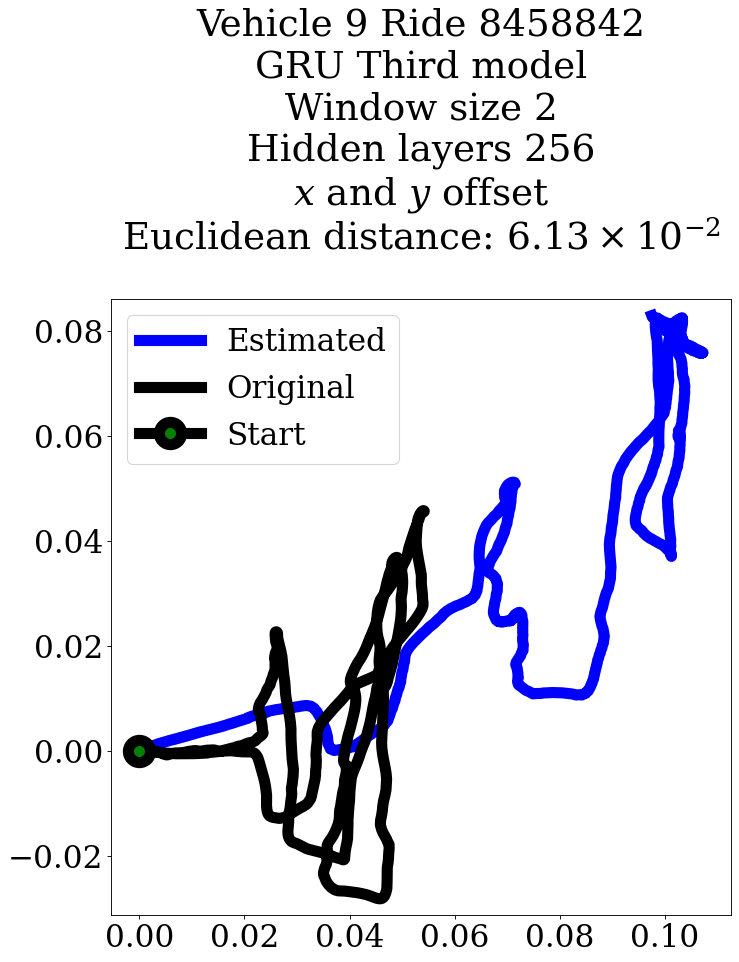 Vehicle 9 Ride 8458842
GRU Third model
Window size 2
Hidden layers 256
x and y offset
Euclidean distance: 6.13 × 10⁻²
Estimated
Original
Start
0.08
0.06
0.04
0.02
0.00
−0.02
0.00 0.02 0.04 0.06 0.08 0.10